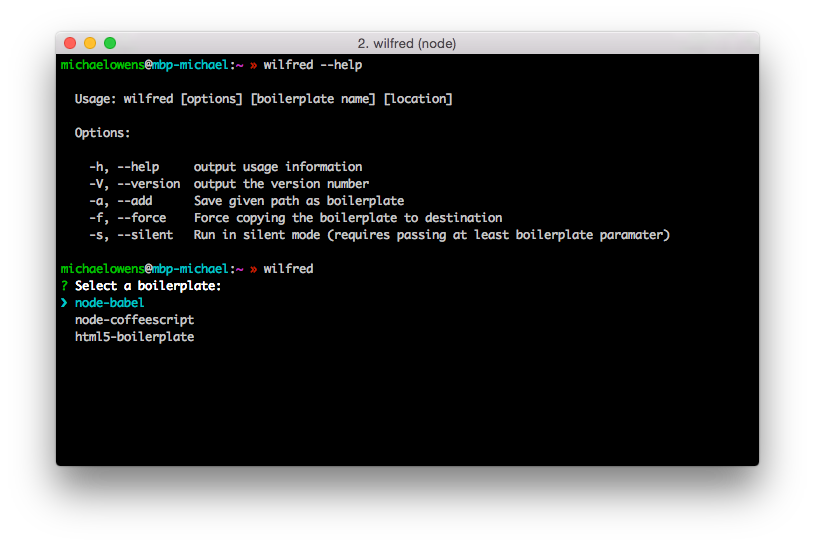 2. wilfred (node)
michaelowens@mbp-michael:~ » wilfred --help
Usage: wilfred [options] [boilerplate name] [location]
Options:
-h, --help output usage information
-V, --version output the version number
-a, --add Save given path as boilerplate
-f, --force Force copying the boilerplate to destination
-s, --silent Run in silent mode (requires passing at least boilerplate paramater)
michaelowens@mbp-michael:~ » wilfred
? Select a boilerplate:
❯ node-babel
node-coffeescript
html5-boilerplate